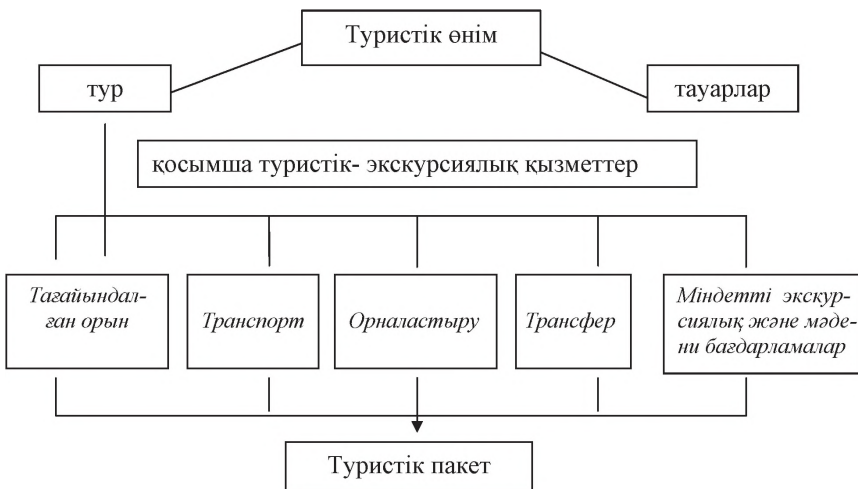 Туристік өнім
тур
тауарлар
қосымша туристік- экскурсиялық қызметтер
Тағайындал-
ған орын
Транспорт
Орналастыру
Трансфер
Міндетті экскур-
сиялық және мәде-
ни бағдарламалар
Туристік пакет